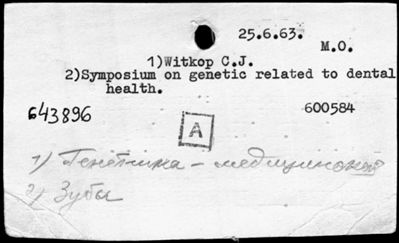 25.6.63.
M.O.
1)Witkop C.J.
2)Symposium on genetic related to dental
health.
643896
600584
A
1) Генетика - медицинская
2) Зубы